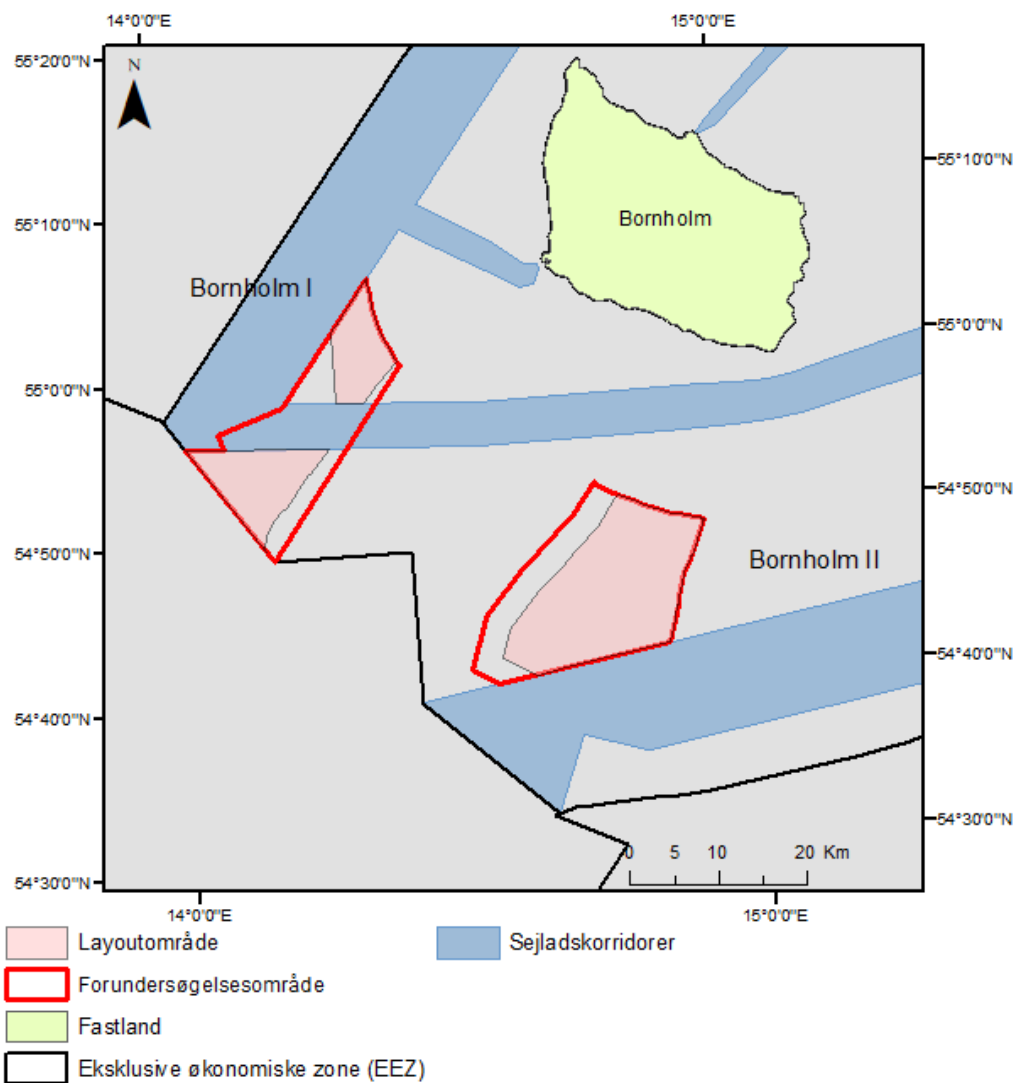 14°0'0"E 15°0'0"E
55°20'0"N
N
55°10'0"N
Bornholm
55°10'0"N
Bornholm I
55°0'0"N
55°0'0"N
54°50'0"N
54°50'0"N
Bornholm II
54°40'0"N
54°40'0"N
54°30'0"N
0 5 10 20 Km
54°30'0"N
14°0'0"E 15°0'0"E
Layoutområde
Sejladskorridorer
Forundersøgelsesområde
Fastland
Eksklusive økonomiske zone (EEZ)